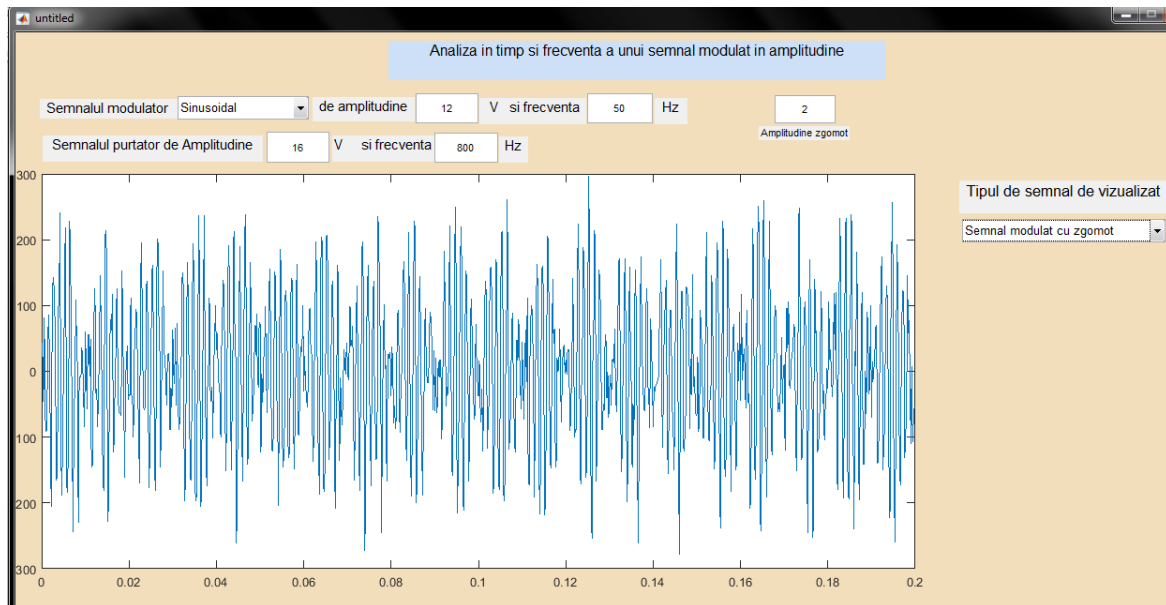 untitled
Analiza in timp si frecventa a unui semnal modulat in amplitudine
Semnalul modulator Sinusoidal de amplitudine 12 V si frecventa 50 Hz 2
Amplitudine zgomot
Semnalul purtator de Amplitudine 16 V si frecventa 800 Hz
Tipul de semnal de vizualizat
Semnal modulat cu zgomot
300
200
100
0
100
200
300
0 0.02 0.04 0.06 0.08 0.1 0.12 0.14 0.16 0.18 0.2